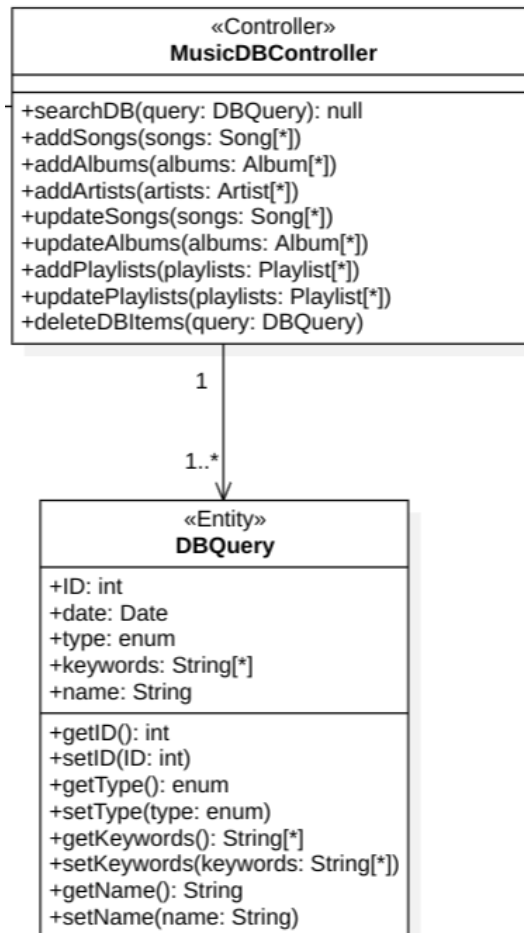 «Controller»
MusicDBController
+searchDB(query: DBQuery): null
+addSongs(songs: Song[*])
+addAlbums(albums: Album[*])
+addArtists(artists: Artist[*])
+updateSongs(songs: Song[*])
+updateAlbums(albums: Album[*])
+addPlaylists(playlists: Playlist[*])
+updatePlaylists(playlists: Playlist[*])
+deleteDBItems(query: DBQuery)
1
1..*
«Entity»
DBQuery
+ID: int
+date: Date
+type: enum
+keywords: String[*]
+name: String
+getID(): int
+setID(ID: int)
+getType(): enum
+setType(type: enum)
+getKeywords(): String[*]
+setKeywords(keywords: String[*])
+getName(): String
+setName(name: String)